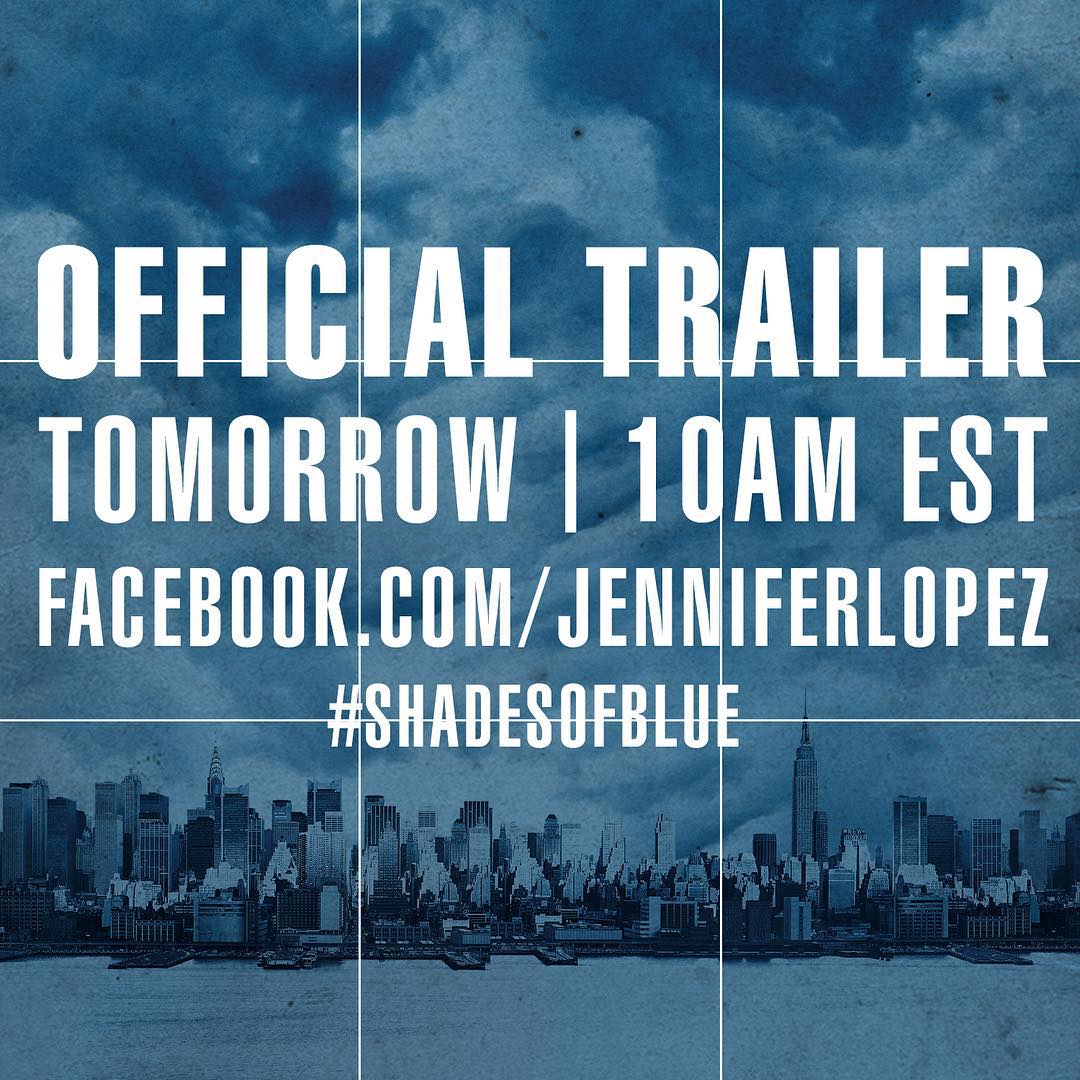 OFFICIAL TRAILER
TOMORROW | 10AM EST
FACEBOOK.COM/JENNIFERLOPEZ
#SHADESOFBLUE